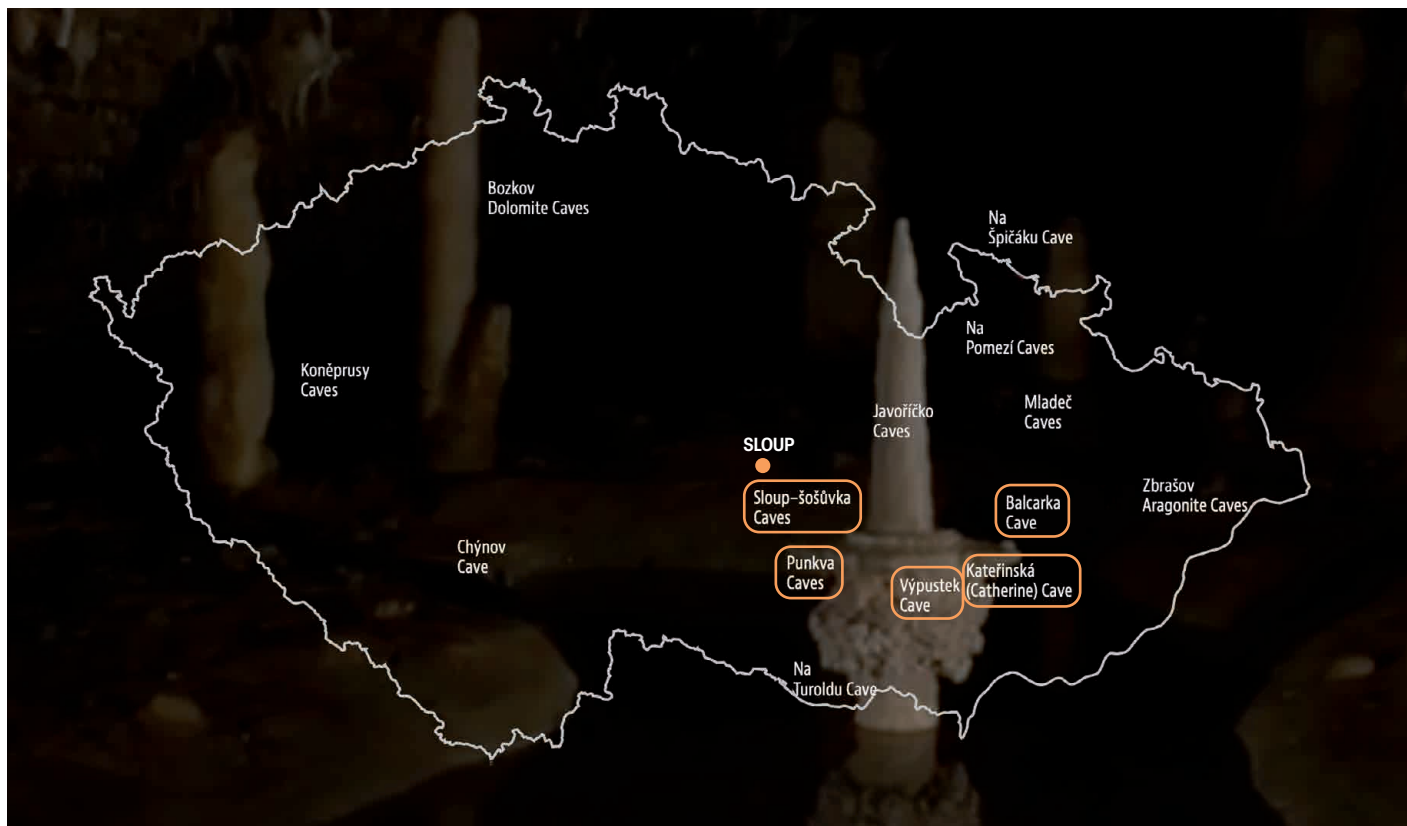 Bozkov
Dolomite Caves
Na
Špičáku Cave
Na
Pomezí Caves
Koněprusy
Caves
Javoříčko
Caves
Mladeč
Caves
SLOUP
Sloup–šošůvka
Caves
Balcarka
Cave
Zbrašov
Aragonite Caves
Chýnov
Cave
Punkva
Caves
Výpustek
Cave
Kateřinská
(Catherine) Cave
Na
Turoldu Cave